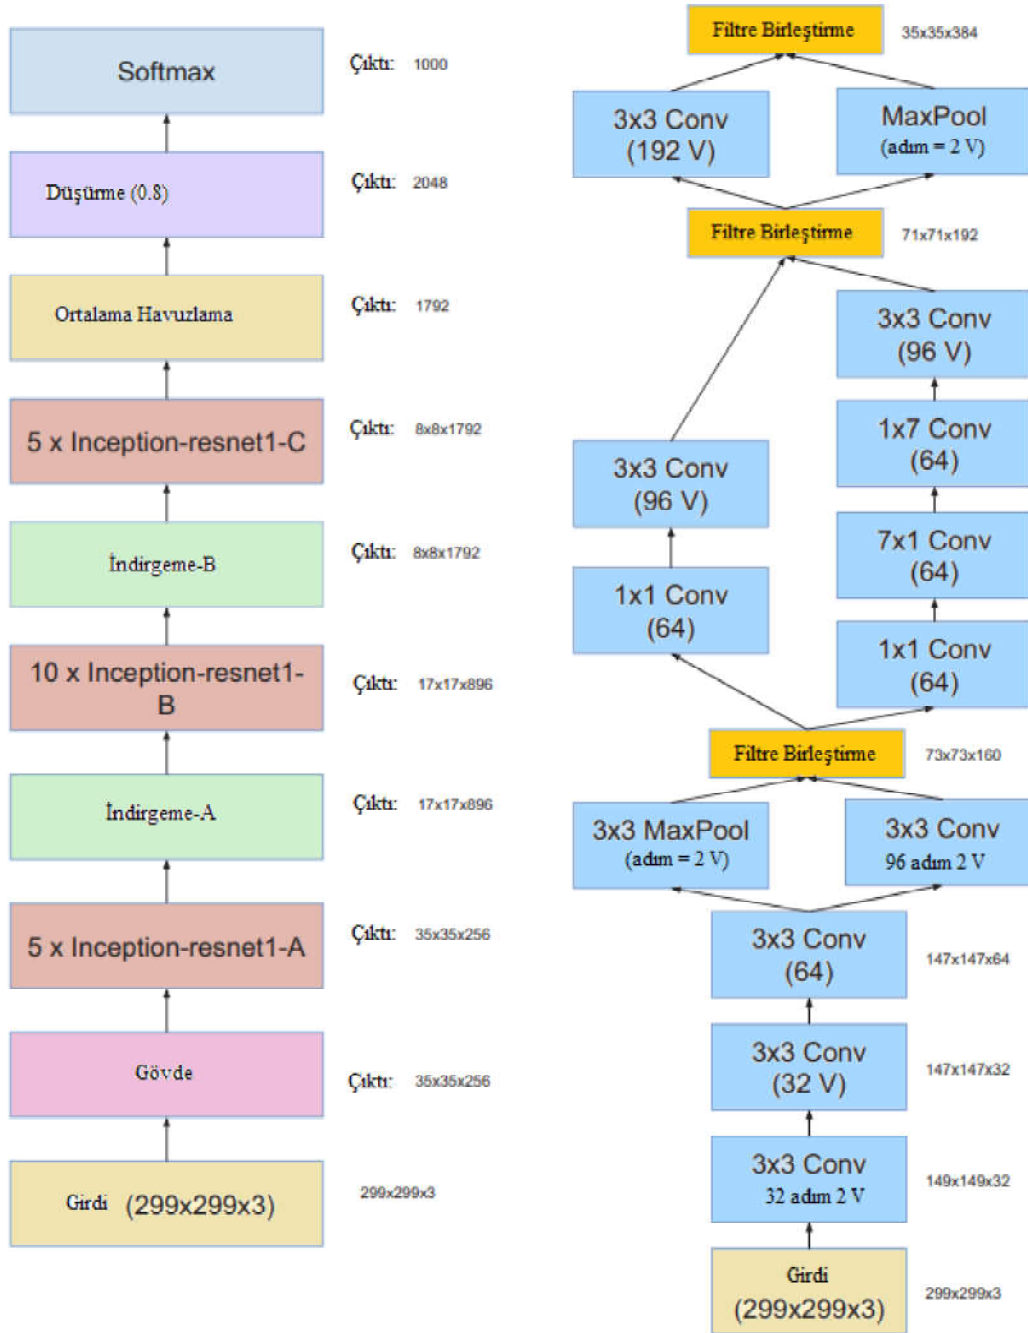 Softmax
Çıktı: 1000
Düşürme (0.8)
Çıktı: 2048
Ortalama Havuzlama
Çıktı: 1792
5 x Inception-resnet1-C
Çıktı: 8x8x1792
İndirgeme-B
Çıktı: 8x8x1792
10 x Inception-resnet1-
B
Çıktı: 17x17x896
İndirgeme-A
Çıktı: 17x17x896
5 x Inception-resnet1-A
Çıktı: 35x35x256
Gövde
Çıktı: 35x35x256
Girdi (299x299x3)
299x299x3
Filtre Birleştirme
35x35x384
3x3 Conv
(192 V)
MaxPool
(adım = 2 V)
Filtre Birleştirme
71x71x192
3x3 Conv
(96 V)
1x7 Conv
(64)
3x3 Conv
(96 V)
7x1 Conv
(64)
1x1 Conv
(64)
1x1 Conv
(64)
Filtre Birleştirme
73x73x160
3x3 MaxPool
(adım = 2 V)
3x3 Conv
96 adım 2 V
3x3 Conv
(64)
147x147x64
3x3 Conv
(32 V)
147x147x32
3x3 Conv
32 adım 2 V
149x149x32
Girdi
(299x299x3)
299x299x3